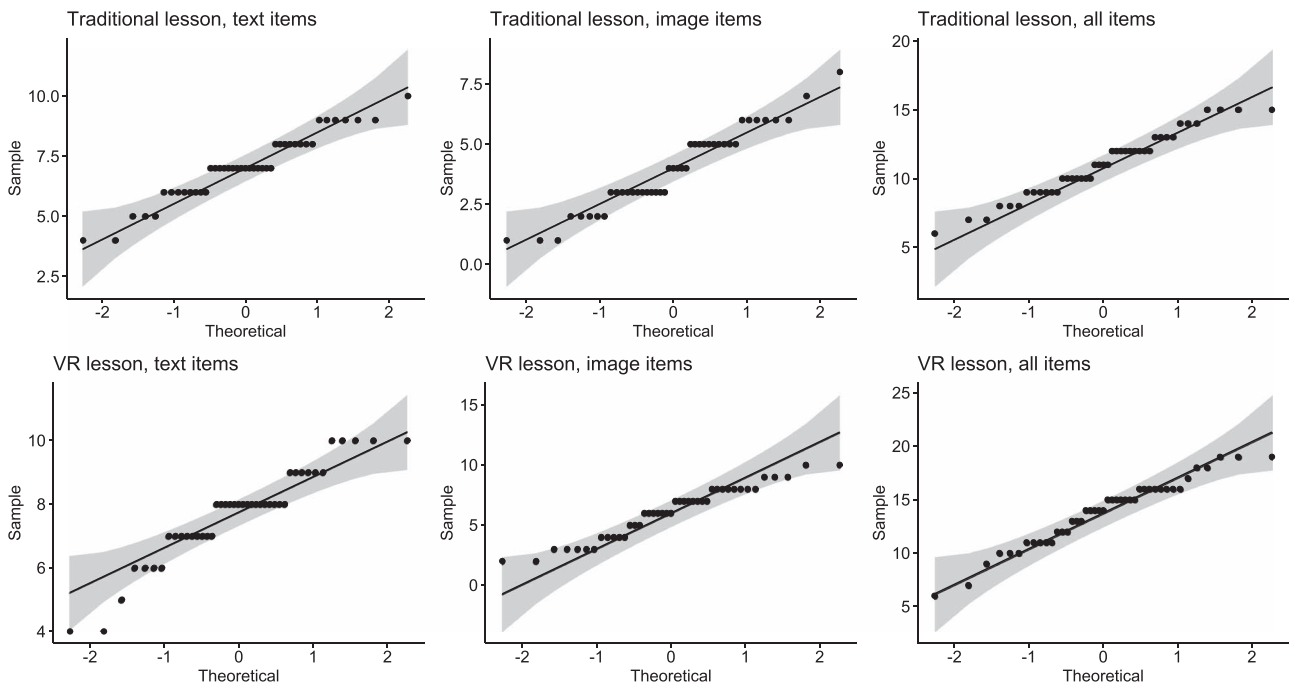 Traditional lesson, text items
Sample
10.0
7.5
5.0
2.5
-2 -1 0 1 2
Theoretical
Traditional lesson, image items
Sample
7.5
5.0
2.5
0.0
-2 -1 0 1 2
Theoretical
Traditional lesson, all items
Sample
20
15
10
5
-2 -1 0 1 2
Theoretical
VR lesson, text items
Sample
10
8
6
4
-2 -1 0 1 2
Theoretical
VR lesson, image items
Sample
15
10
5
0
-2 -1 0 1 2
Theoretical
VR lesson, all items
Sample
25
20
15
10
5
-2 -1 0 1 2
Theoretical